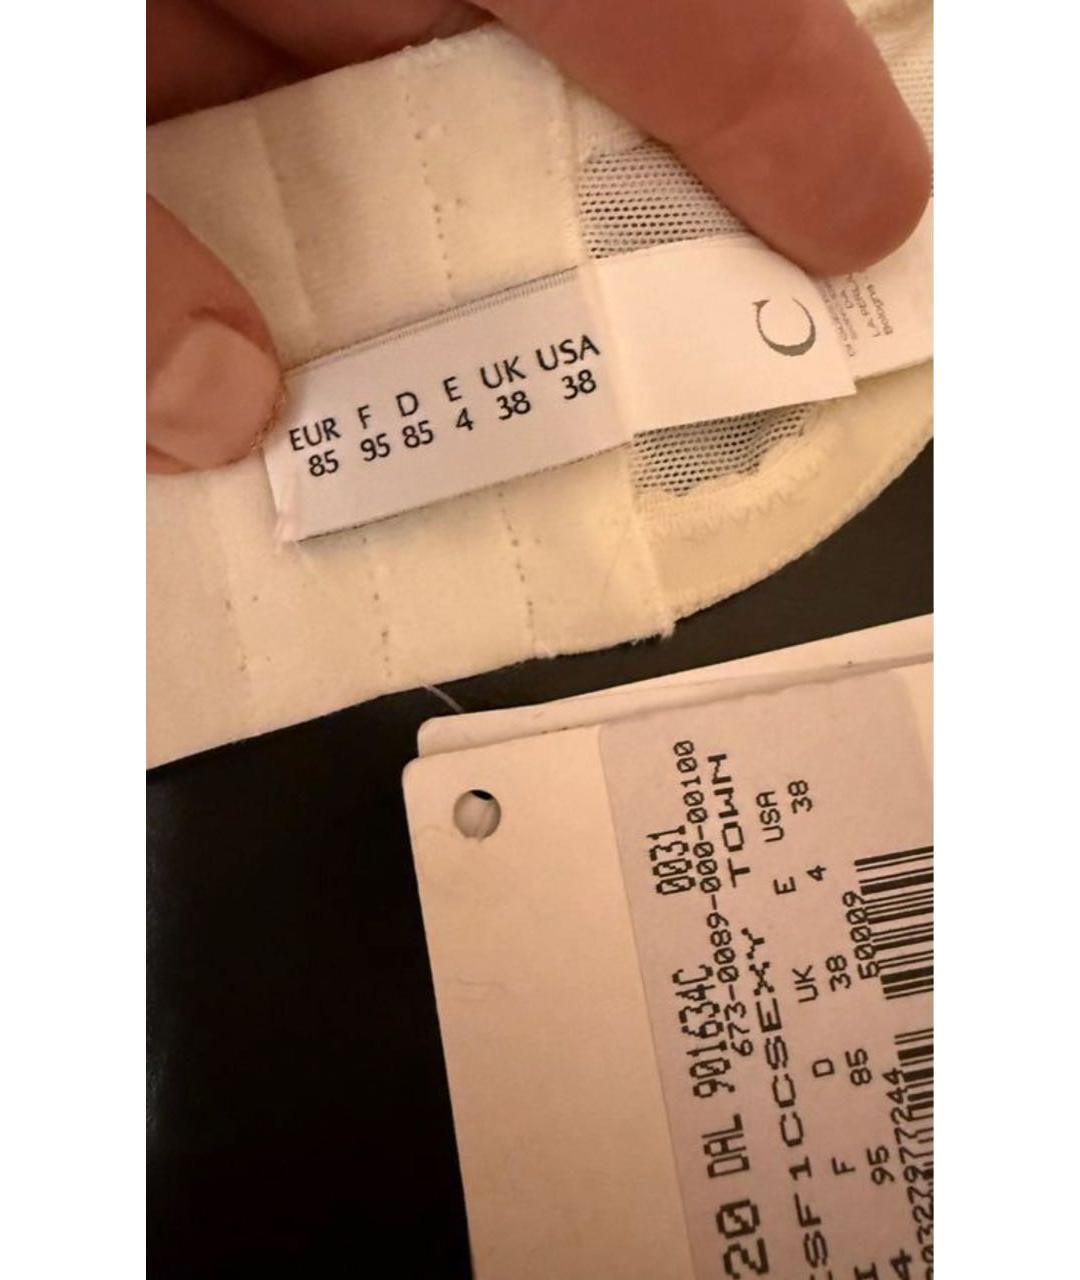 EUR F D E UK USA
85 95 85 4 38 38
C
LA PERLA
Bologna
20 DAL 901634C 0031
673-0089-000-00100
SF1CCSEXY TOWN
I F D UK E USA
4 95 85 38 4 38
50009